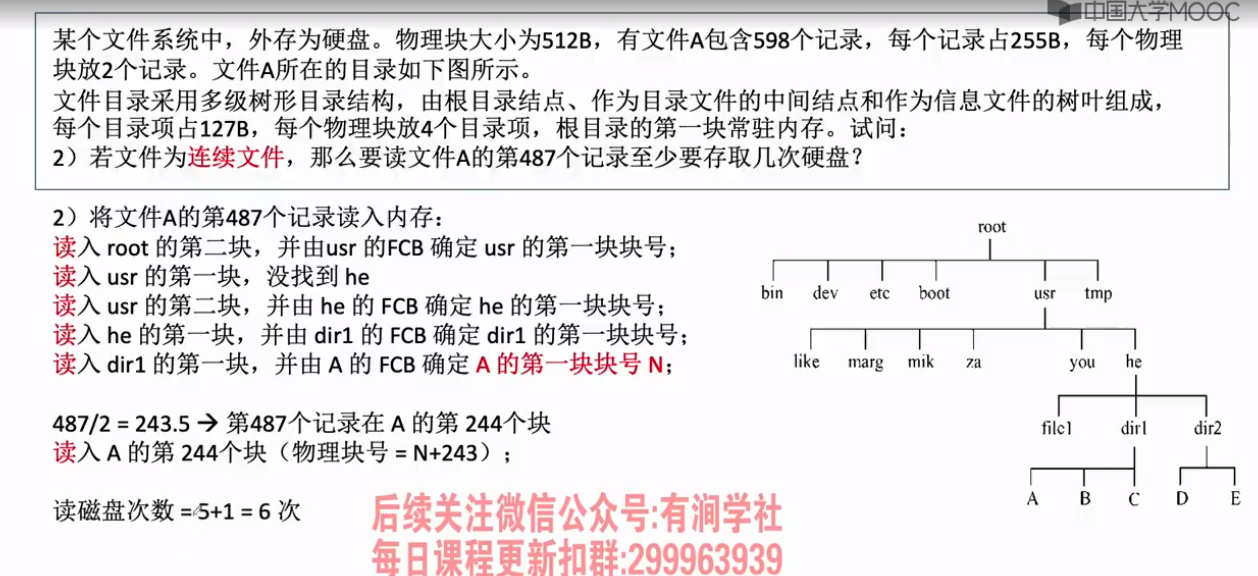 中国大学MOOC
某个文件系统中，外存为硬盘。物理块大小为512B，有文件A包含598个记录，每个记录占255B，每个物理
块放2个记录。文件A所在的目录如下图所示。
文件目录采用多级树形目录结构，由根目录结点、作为目录文件的中间结点和作为信息文件的树叶组成，
每个目录项占127B，每个物理块放4个目录项，根目录的第一块常驻内存。试问：
2）若文件为连续文件，那么要读文件A的第487个记录至少要存取几次硬盘？
2）将文件A的第487个记录读入内存：
读入 root 的第二块，并由usr 的FCB 确定 usr 的第一块块号；
读入 usr 的第一块，没找到 he
读入 usr 的第二块，并由 he 的 FCB 确定 he 的第一块块号；
读入 he 的第一块，并由 dir1 的 FCB 确定 dir1 的第一块块号；
读入 dir1 的第一块，并由 A 的 FCB 确定 A 的第一块块号 N；
487/2 = 243.5 → 第487个记录在 A 的第 244个块
读入 A 的第 244个块（物理块号 = N+243）；
读磁盘次数 = 5+1 = 6 次
root
bin dev etc boot usr tmp
like marg mik za you he
file1 dir1 dir2
A B C D E
后续关注微信公众号:有涧学社
每日课程更新扣群:299963939